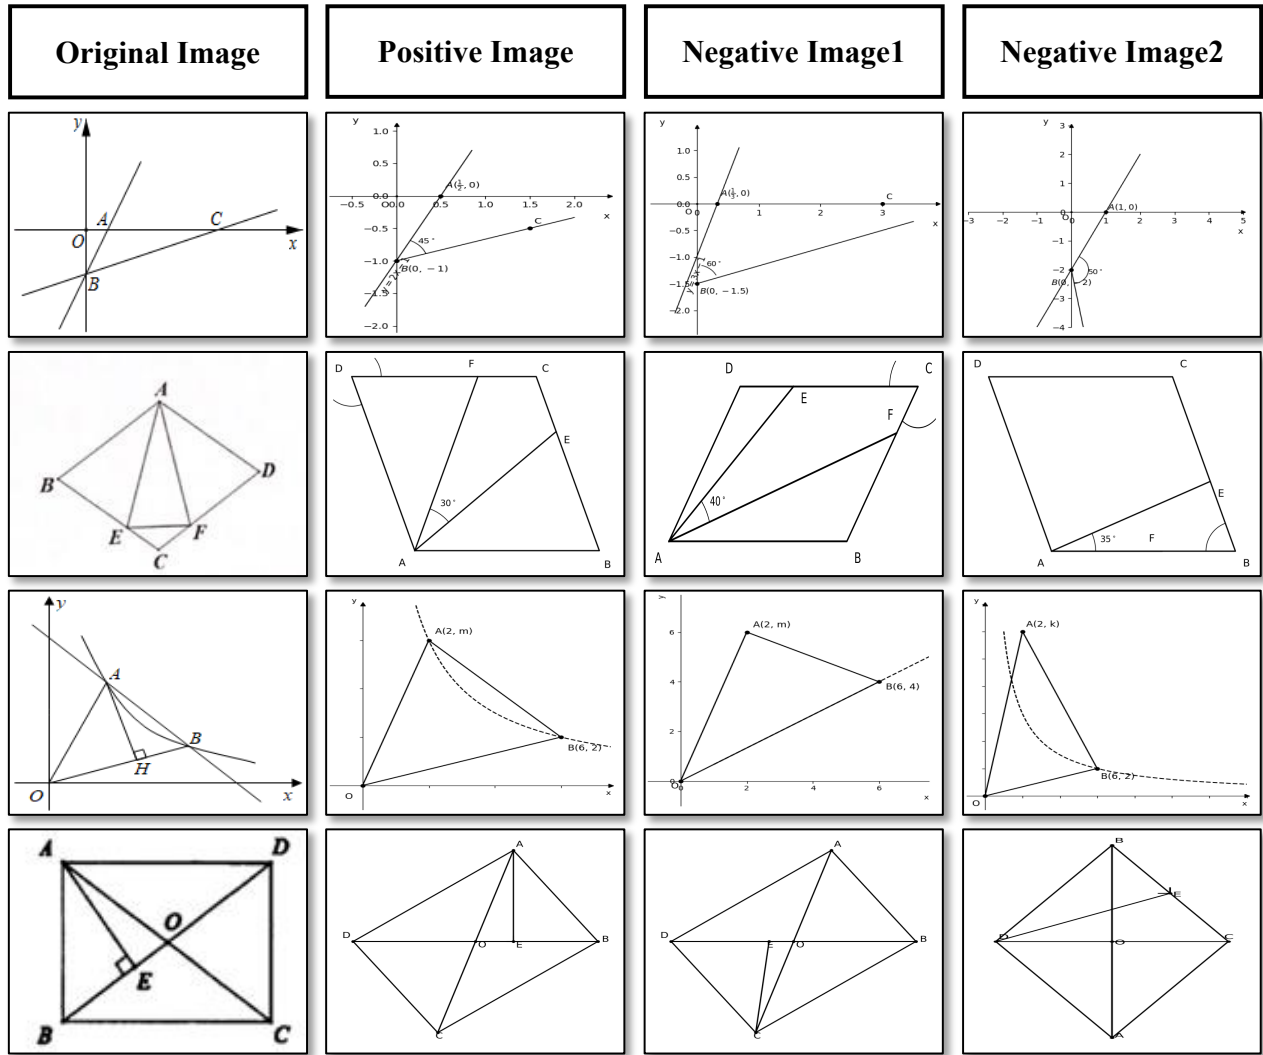 Original Image
Positive Image
Negative Image1
Negative Image2
y
A
C
O
x
B
y
1.0
0.5
A(½, 0)
0.0
−0.5
0.0
0.5
1.0
1.5
2.0
x
C
−0.5
45°
−1.0
B(0, −1)
−1.5
−2.0
y
1.0
0.5
A(⅓, 0)
C
0.0
O
0
1
2
3
x
−0.5
−1.0
60°
−1.5
B(0, −1.5)
−2.0
y
3
2
1
A(1, 0)
0
−3
−2
−1
0
1
2
3
4
5
x
−1
−2
50°
−3
−4
A
B
D
E
F
C
D
F
C
E
30°
A
B
D
E
C
F
40°
A
B
D
C
E
35°
F
A
B
y
A
B
H
O
x
y
A(2, m)
B(6, 2)
O
x
y
6
A(2, m)
4
B(6, 4)
2
0
O
0
2
4
6
x
y
A(2, k)
B(6, 2)
O
x
A
D
O
E
B
C
A
D
O
E
B
C
A
D
E
O
B
C
B
E
D
O
C
A